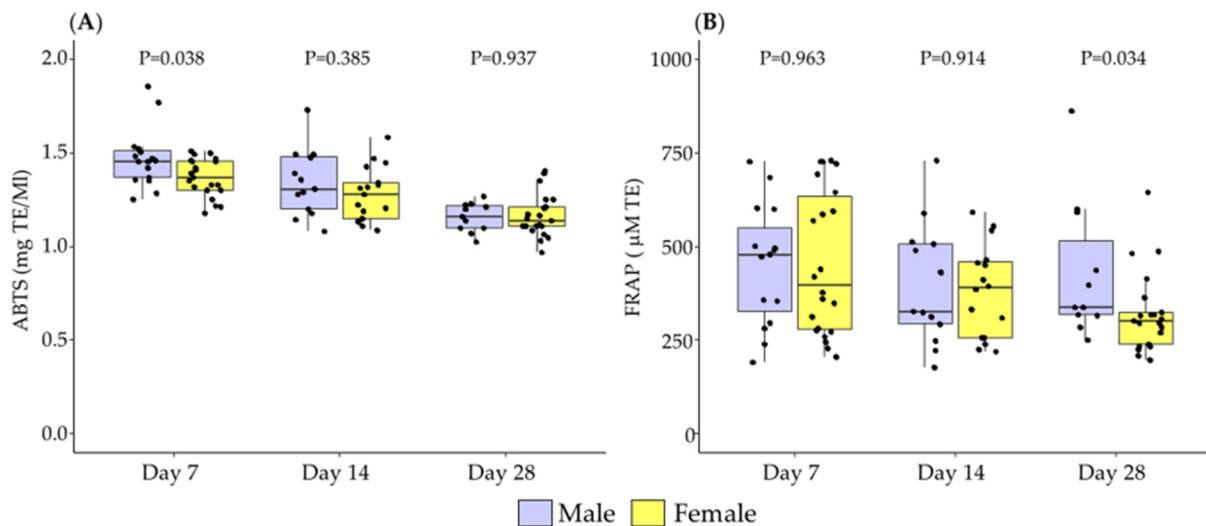 (A)
2.0
1.5
1.0
0.5
0.0
ABTS (mg TE/Ml)
P=0.038 P=0.385 P=0.937
Day 7 Day 14 Day 28
(B)
1000
750
500
250
0
FRAP ( µM TE)
P=0.963 P=0.914 P=0.034
Day 7 Day 14 Day 28
Male Female